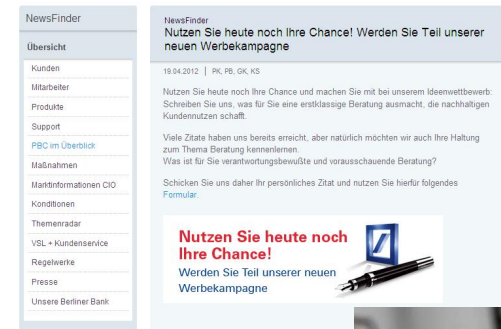 NewsFinder
Übersicht
Kunden
Mitarbeiter
Produkte
Support
PBC im Überblick
Maßnahmen
Marktinformationen CIO
Konditionen
Themenradar
VSL + Kundenservice
Regelwerke
Presse
Unsere Berliner Bank
NewsFinder
Nutzen Sie heute noch Ihre Chance! Werden Sie Teil unserer
neuen Werbekampagne
19.04.2012 | PK, PB, GK, KS
Nutzen Sie heute noch Ihre Chance und machen Sie mit bei unserem Ideenwettbewerb:
Schreiben Sie uns, was für Sie eine erstklassige Beratung ausmacht, die nachhaltigen
Kundennutzen schafft.
Viele Zitate haben uns bereits erreicht, aber natürlich möchten wir auch Ihre Haltung
zum Thema Beratung kennenlernen.
Was ist für Sie verantwortungsbewußte und vorausschauende Beratung?
Schicken Sie uns daher Ihr persönliches Zitat und nutzen Sie hierfür folgendes
Formular.
Nutzen Sie heute noch
Ihre Chance!
Werden Sie Teil unserer neuen
Werbekampagne